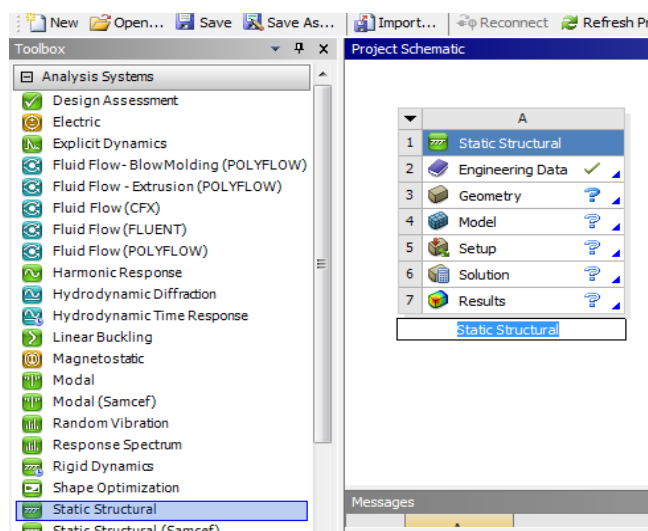 New Open... Save Save As... Import... Reconnect Refresh Pr
Toolbox
Analysis Systems
Design Assessment
Electric
Explicit Dynamics
Fluid Flow- BlowMolding (POLYFLOW)
Fluid Flow - Extrusion (POLYFLOW)
Fluid Flow (CFX)
Fluid Flow (FLUENT)
Fluid Flow (POLYFLOW)
Harmonic Response
Hydrodynamic Diffraction
Hydrodynamic Time Response
Linear Buckling
Magnetostatic
Modal
Modal (Samcef)
Random Vibration
Response Spectrum
Rigid Dynamics
Shape Optimization
Static Structural
Static Structural (Samcef)
Project Schematic
A
1 Static Structural
2 Engineering Data
3 Geometry
4 Model
5 Setup
6 Solution
7 Results
Static Structural
Messages
A